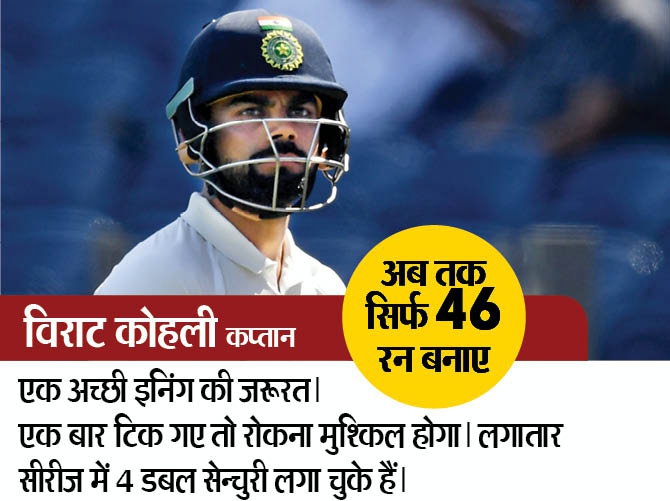 अब तक
सिर्फ 46
रन बनाए
विराट कोहली कप्तान
एक अच्छी इनिंग की जरूरत।
एक बार टिक गए तो रोकना मुश्किल होगा। लगातार
सीरीज में 4 डबल सेन्चुरी लगा चुके हैं।